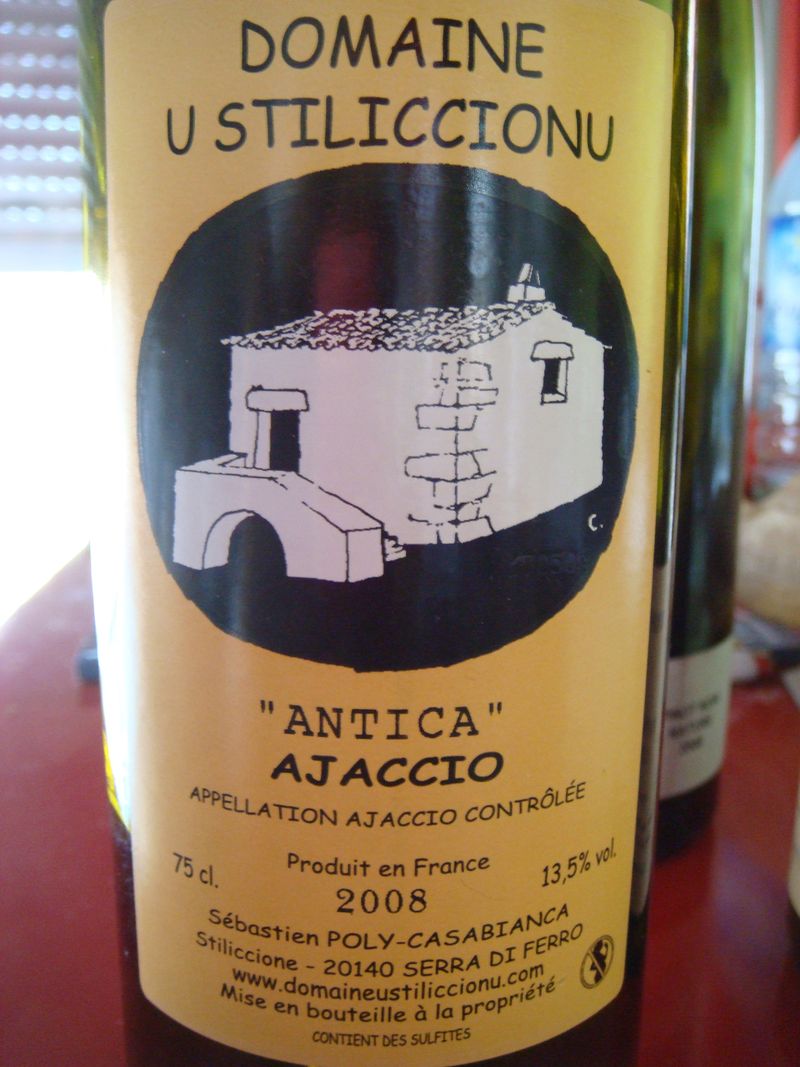 DOMAINE
U STILICCIONU
C.
"ANTICA"
AJACCIO
APPELLATION AJACCIO CONTRÔLÉE
75 cl.
Produit en France
13,5% vol.
2008
Sébastien POLY-CASABIANCA
Stiliccione - 20140 SERRA DI FERRO
www.domaineustiliccionu.com
Mise en bouteille à la propriété
CONTIENT DES SULFITES